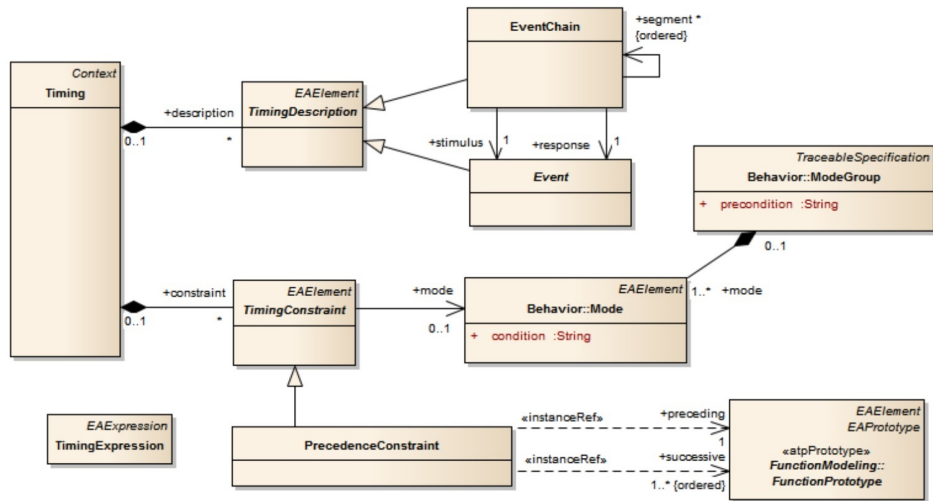 EventChain
+segment *
{ordered}
Context
Timing
+description
0..1
*
EAElement
TimingDescription
+stimulus
1
+response
1
Event
TraceableSpecification
Behavior::ModeGroup
+ precondition :String
0..1
+constraint
0..1
*
EAElement
TimingConstraint
+mode
0..1
EAElement
Behavior::Mode
+ condition :String
1..*
+mode
EAExpression
TimingExpression
PrecedenceConstraint
«instanceRef»
+preceding
1
«instanceRef»
+successive
1..* {ordered}
EAElement
EAPrototype
«atpPrototype»
FunctionModeling::
FunctionPrototype